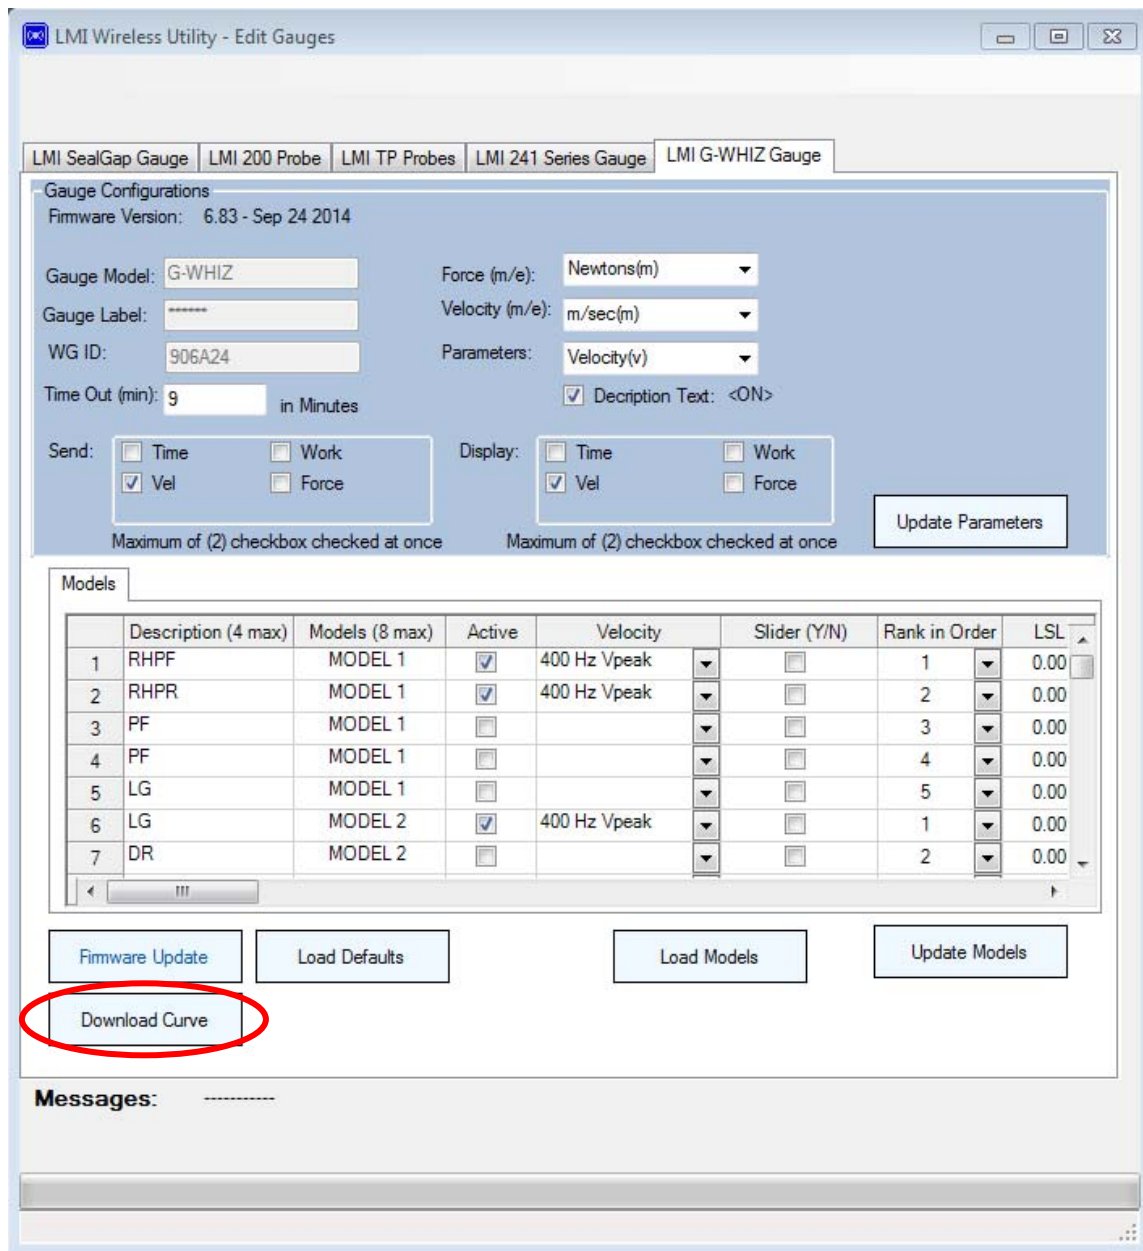 LMI Wireless Utility - Edit Gauges
LMI SealGap Gauge LMI 200 Probe LMI TP Probes LMI 241 Series Gauge LMI G-WHIZ Gauge
Gauge Configurations
Firmware Version: 6.83 - Sep 24 2014
Gauge Model: G-WHIZ Force (m/e): Newtons(m)
Gauge Label: ****** Velocity (m/e): m/sec(m)
WG ID: 906A24 Parameters: Velocity(v)
Time Out (min): 9 in Minutes Decription Text: <ON>
Send: Time Work Display: Time Work
Vel Force Vel Force
Update Parameters
Maximum of (2) checkbox checked at once Maximum of (2) checkbox checked at once
Models
Description (4 max) Models (8 max) Active Velocity Slider (Y/N) Rank in Order LSL
1 RHPF MODEL 1 400 Hz Vpeak 1 0.00
2 RHPR MODEL 1 400 Hz Vpeak 2 0.00
3 PF MODEL 1 3 0.00
4 PF MODEL 1 4 0.00
5 LG MODEL 1 5 0.00
6 LG MODEL 2 400 Hz Vpeak 1 0.00
7 DR MODEL 2 2 0.00
Firmware Update Load Defaults Load Models Update Models
Download Curve
Messages: -----------